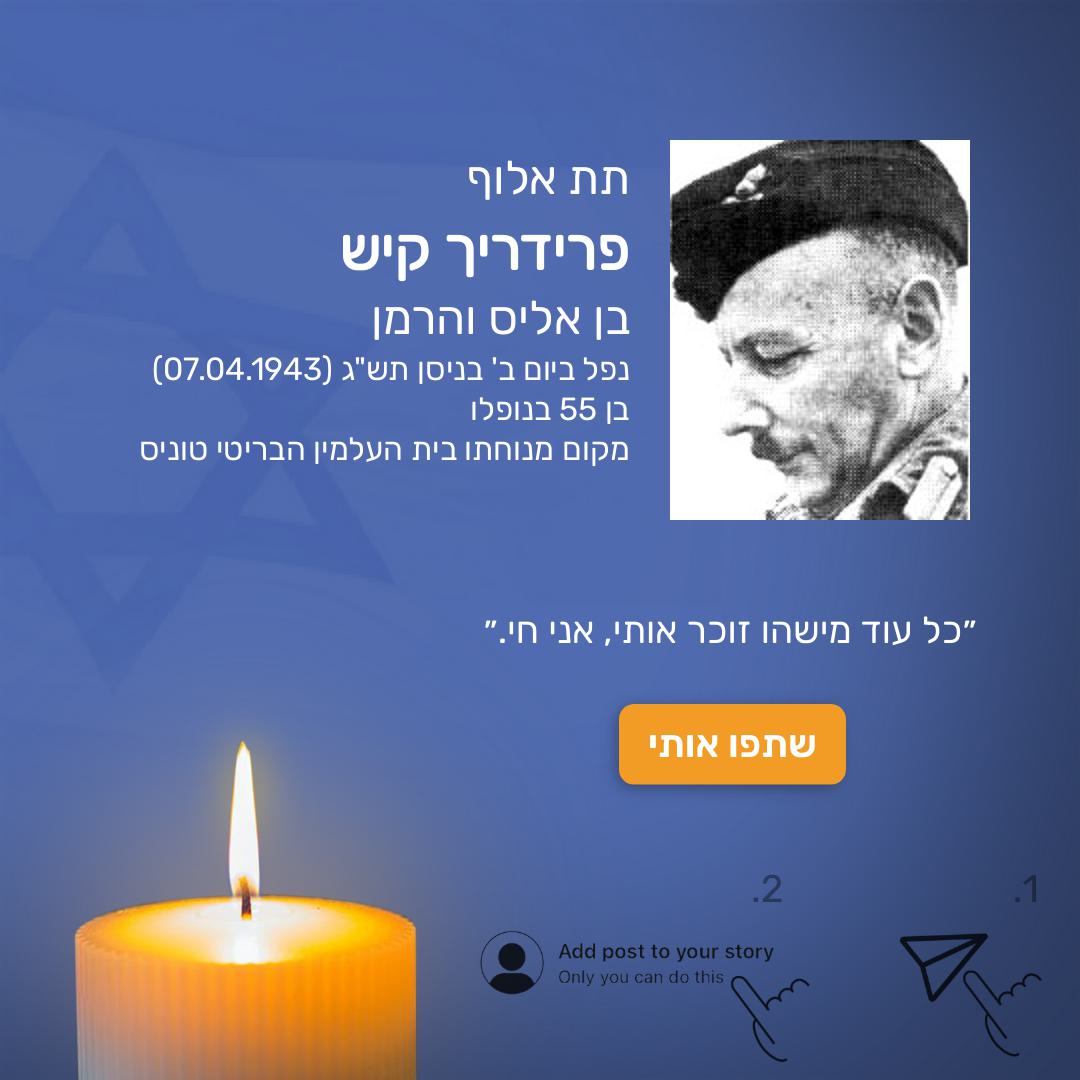 תת אלוף
פרידריך קיש
בן אליס והרמן
נפל ביום ב' בניסן תש"ג (07.04.1943)
בן 55 בנופלו
מקום מנוחתו בית העלמין הבריטי טוניס
״כל עוד מישהו זוכר אותי, אני חי.״
שתפו אותי
1.
2.
Add post to your story
Only you can do this